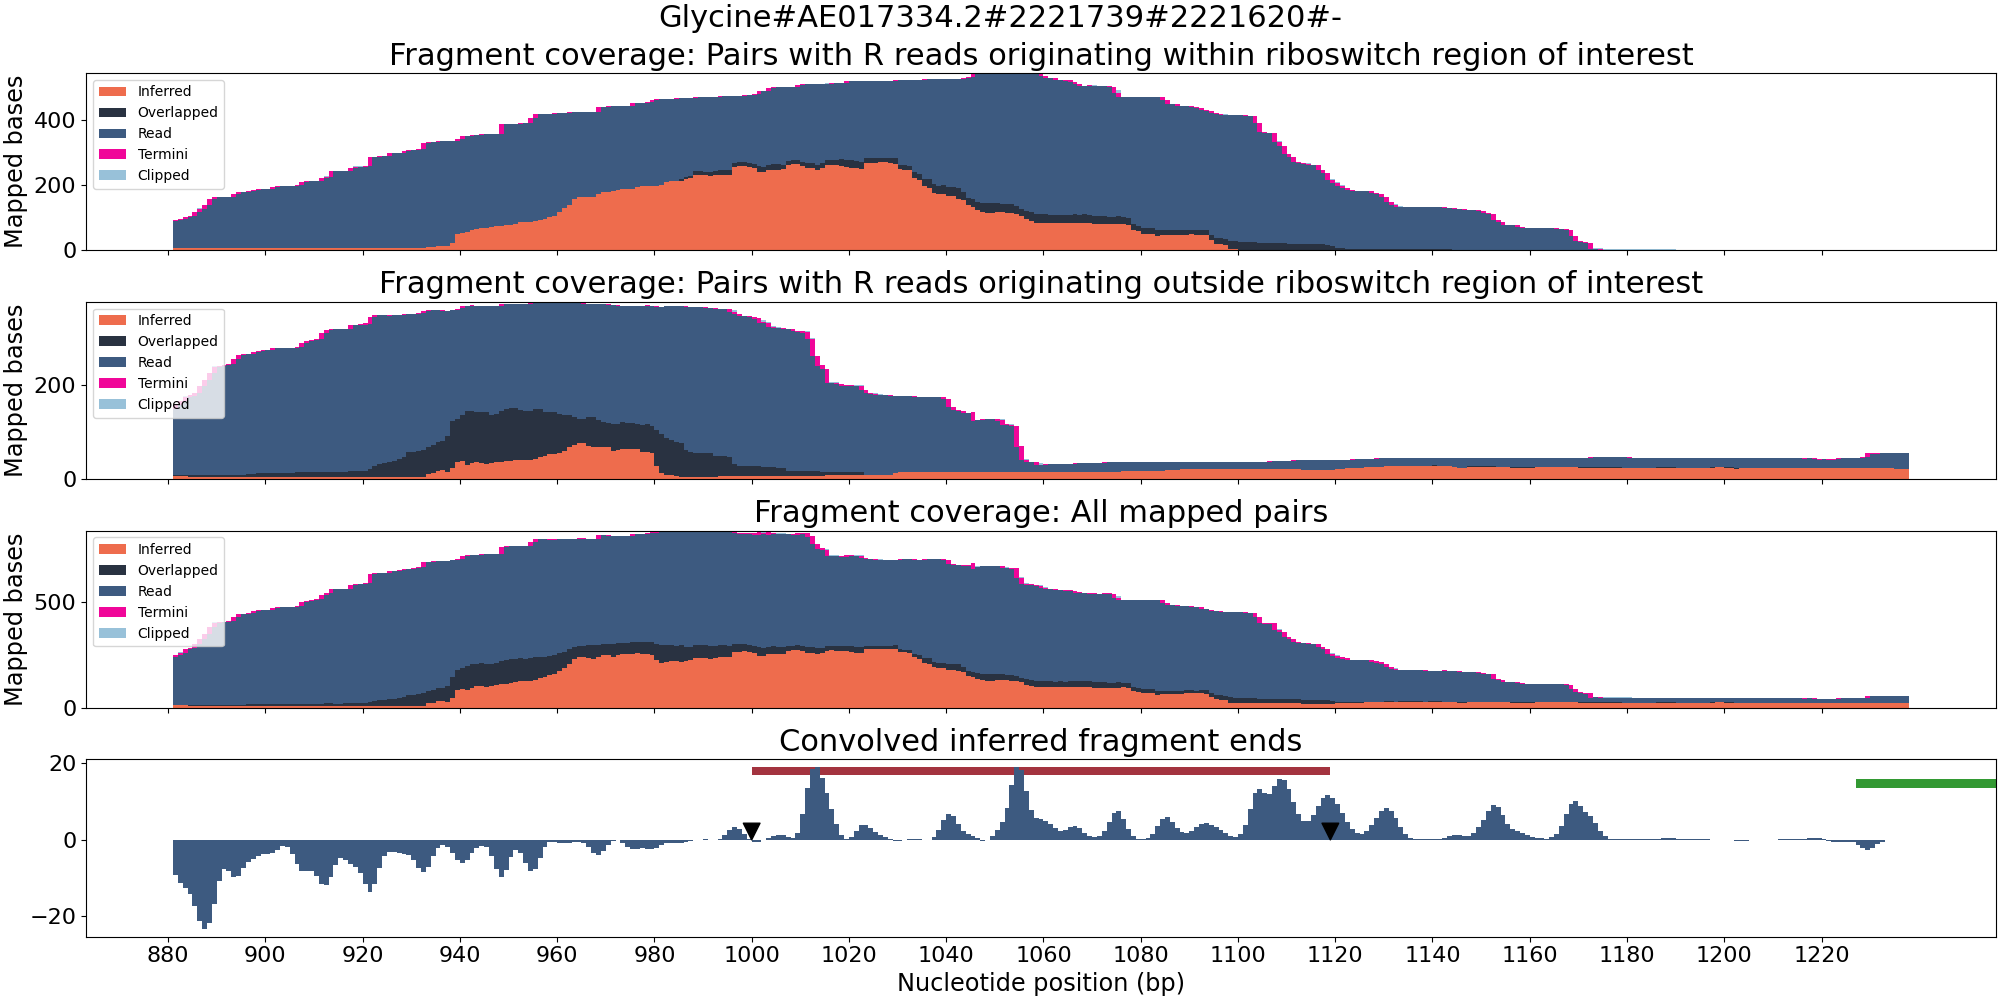 Glycine#AE017334.2#2221739#2221620#-
Fragment coverage: Pairs with R reads originating within riboswitch region of interest
Mapped bases
400
200
0
Inferred
Overlapped
Read
Termini
Clipped
Fragment coverage: Pairs with R reads originating outside riboswitch region of interest
Mapped bases
200
0
Inferred
Overlapped
Read
Termini
Clipped
Fragment coverage: All mapped pairs
Mapped bases
500
0
Inferred
Overlapped
Read
Termini
Clipped
Convolved inferred fragment ends
20
0
−20
880 900 920 940 960 980 1000 1020 1040 1060 1080 1100 1120 1140 1160 1180 1200 1220
Nucleotide position (bp)